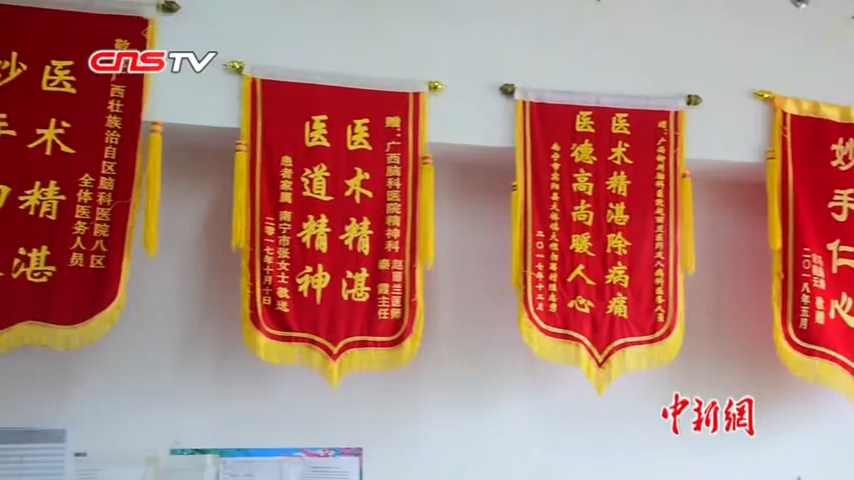 CNSTV
广西壮族自治区脑科医院八区
全体医务人员
医术精湛
赠：广西脑科医院精神科
赵丽兰医师
秦霞主任
医术精湛
医道精神
患者家属 南宁市张女士 敬送
二零一七年十月十日
医术精湛除病痛
医德高尚暖人心
二〇一七年十二月
妙手仁心
敬赠
二〇一八年五月
中新網